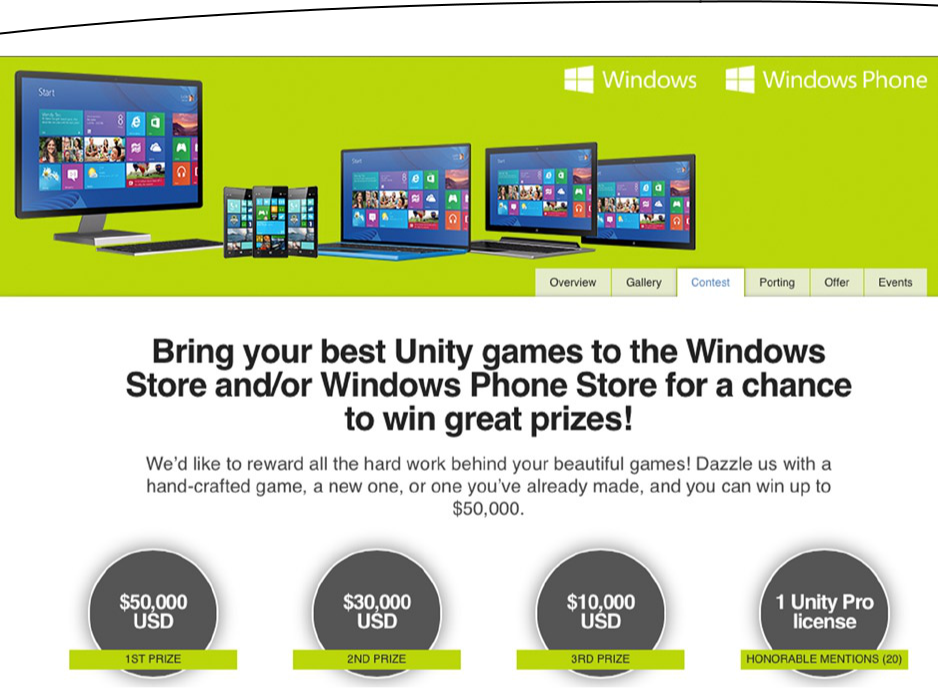 Windows
Windows Phone
Start
Start
Start
Overview
Gallery
Contest
Porting
Offer
Events
Bring your best Unity games to the Windows
Store and/or Windows Phone Store for a chance
to win great prizes!
We'd like to reward all the hard work behind your beautiful games! Dazzle us with a
hand-crafted game, a new one, or one you've already made, and you can win up to
$50,000.
$50,000
USD
1ST PRIZE
$30,000
USD
2ND PRIZE
$10,000
USD
3RD PRIZE
1 Unity Pro
license
HONORABLE MENTIONS (20)